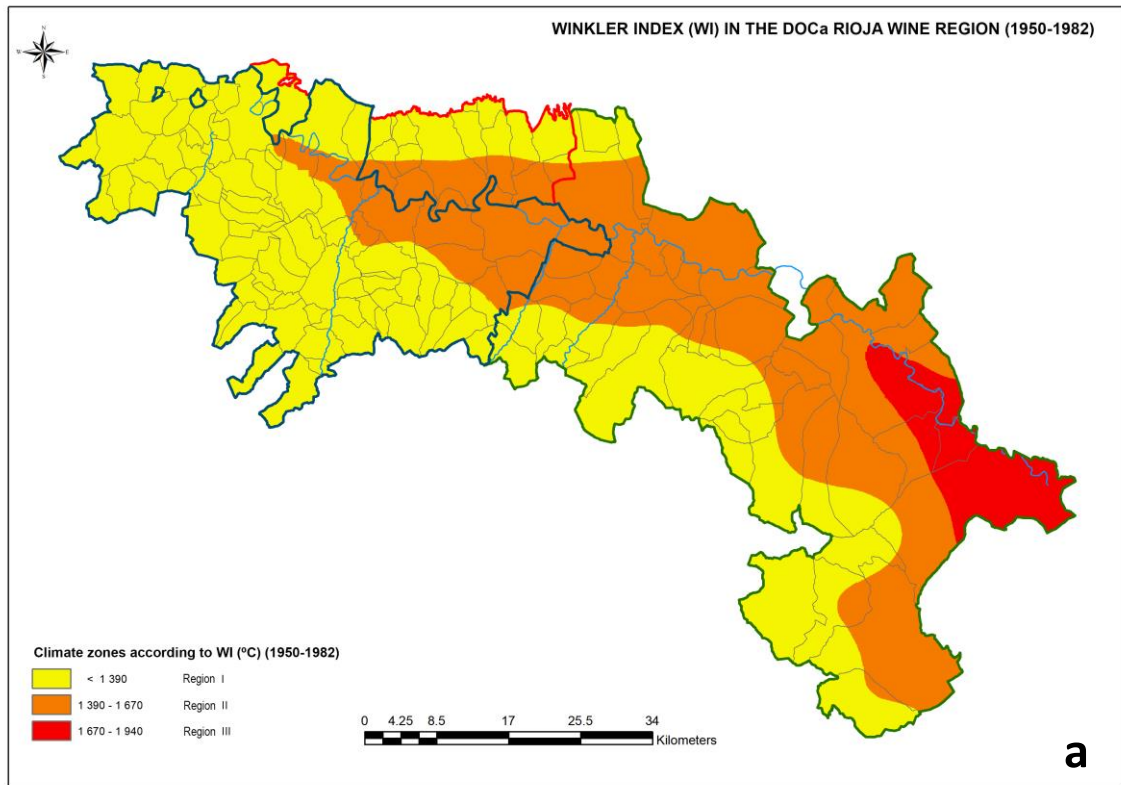 WINKLER INDEX (WI) IN THE DOCa RIOJA WINE REGION (1950-1982)
N
W E
S
Climate zones according to WI (ºC) (1950-1982)
< 1 390 Region I
1 390 - 1 670 Region II
1 670 - 1 940 Region III
0 4.25 8.5 17 25.5 34
Kilometers
a